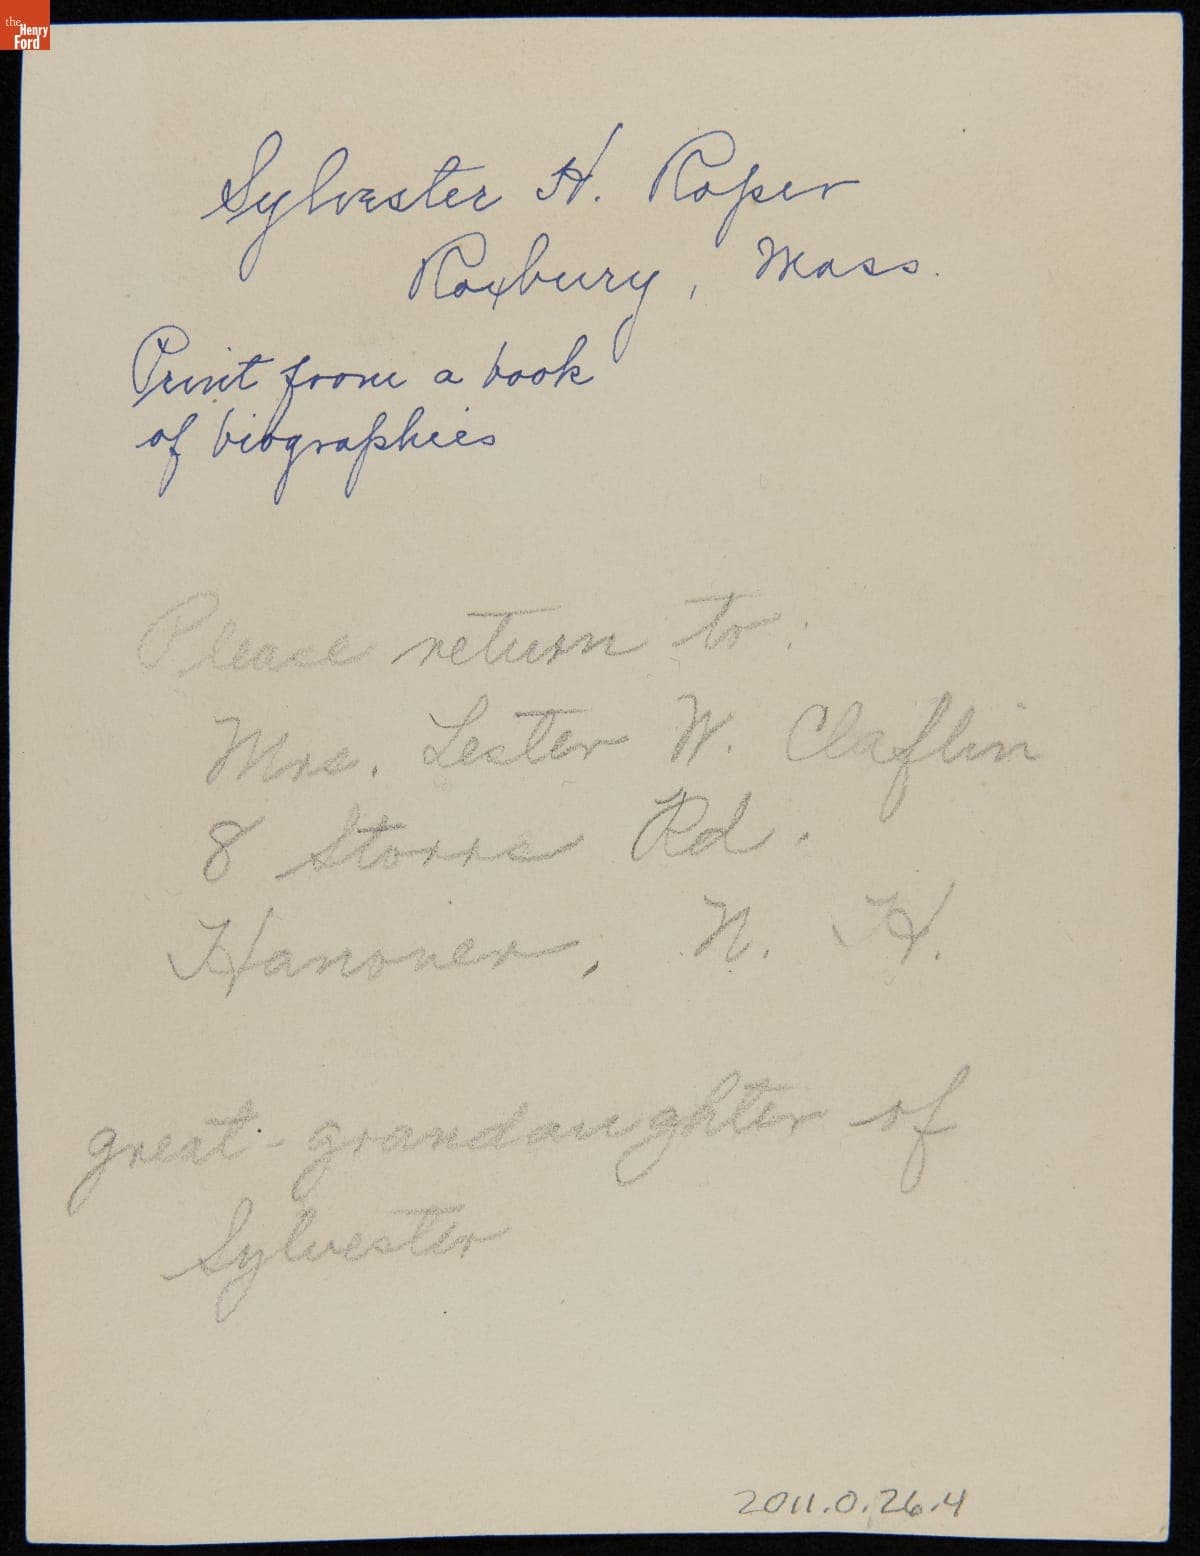 the
Henry
Ford
Sylvester H. Roper
Roxbury, Mass.
Print from a book
of biographies
Please return to:
Mrs. Lester W. Claflin
8 Storrs Rd.
Hanover, N. H.
great-grandaughter of
Sylvester
2011.0.26.4